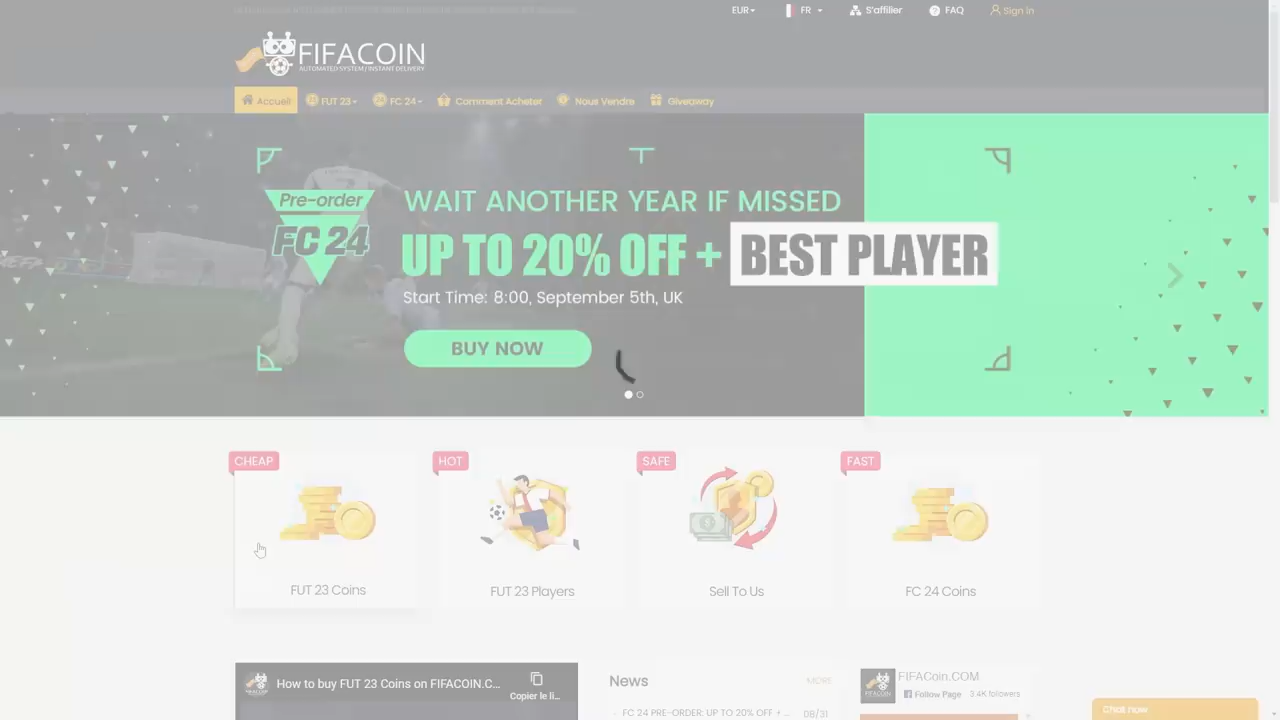 EUR FR S'affilier FAQ Sign in
FIFACOIN
AUTOMATED SYSTEM / INSTANT DELIVERY
Accueil FUT 23 FC 24 Comment Acheter Nous Vendre Giveaway
Pre-order
FC 24
WAIT ANOTHER YEAR IF MISSED
UP TO 20% OFF + BEST PLAYER
Start Time: 8:00, September 5th, UK
BUY NOW
CHEAP HOT SAFE FAST
FUT 23 Coins FUT 23 Players Sell To Us FC 24 Coins
How to buy FUT 23 Coins on FIFACOIN.C...
Copier le li...
News MORE
FC 24 PRE-ORDER: UP TO 20% OFF + ... 08/31
FIFACoin.COM
Follow Page 3.4K followers
FIFACOIN
Chat now